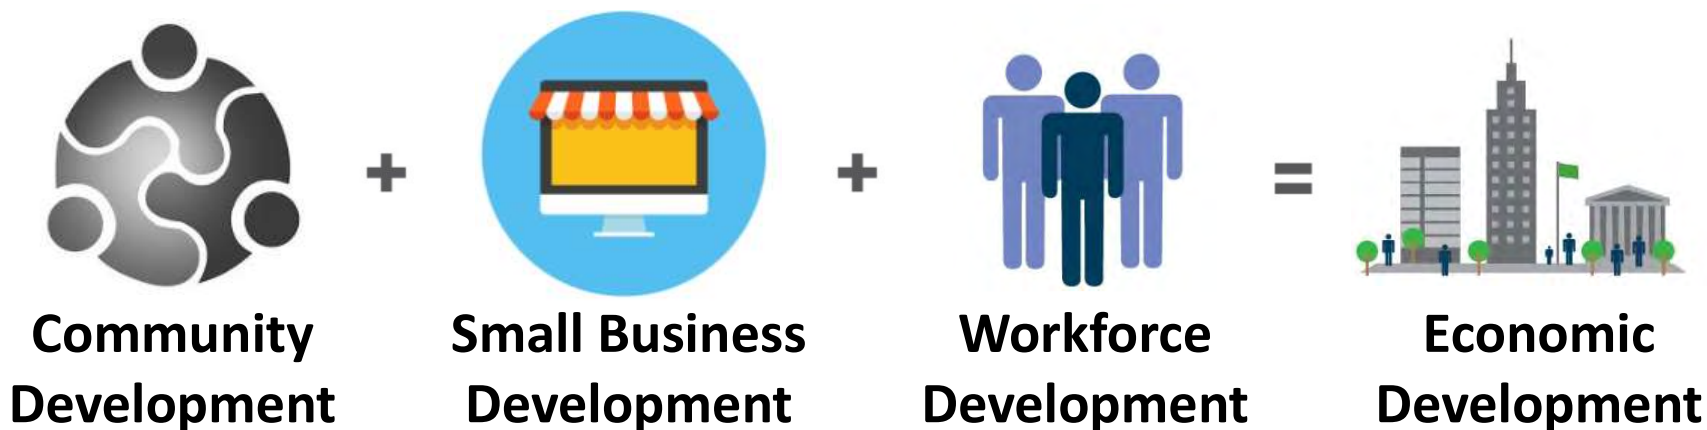 Community
Development
+
Small Business
Development
+
Workforce
Development
=
Economic
Development